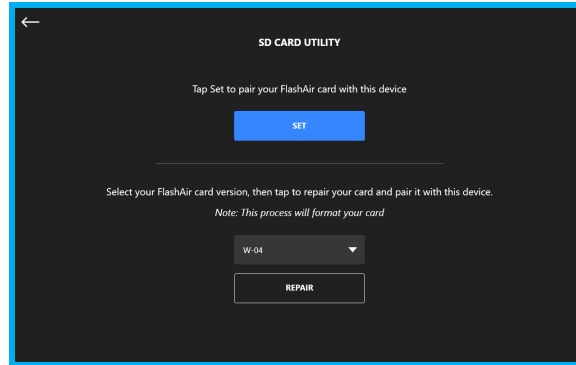 SD CARD UTILITY
Tap Set to pair your FlashAir card with this device
SET
Select your FlashAir card version, then tap to repair your card and pair it with this device.
Note: This process will format your card
W-04
REPAIR